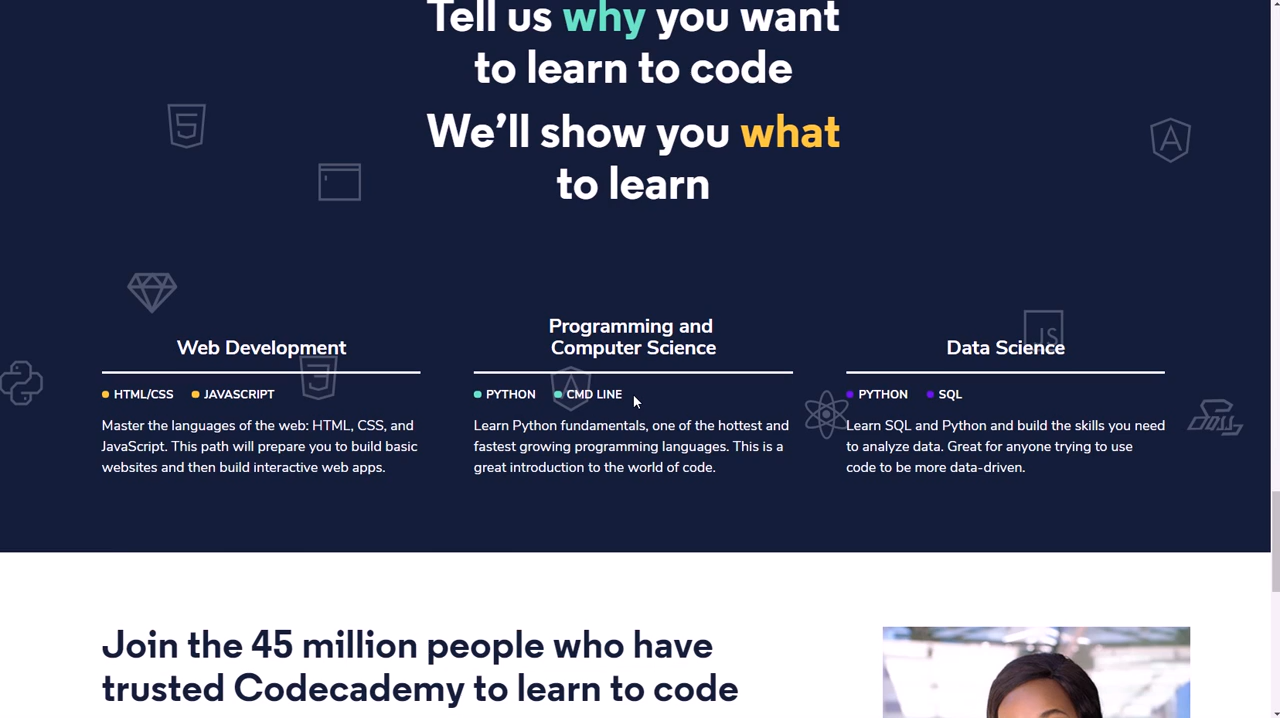 Tell us why you want
to learn to code
We'll show you what
to learn
Web Development
HTML/CSS JAVASCRIPT
Master the languages of the web: HTML, CSS, and
JavaScript. This path will prepare you to build basic
websites and then build interactive web apps.
Programming and
Computer Science
PYTHON CMD LINE
Learn Python fundamentals, one of the hottest and
fastest growing programming languages. This is a
great introduction to the world of code.
Data Science
PYTHON SQL
Learn SQL and Python and build the skills you need
to analyze data. Great for anyone trying to use
code to be more data-driven.
JS
Sass
Join the 45 million people who have
trusted Codecademy to learn to code